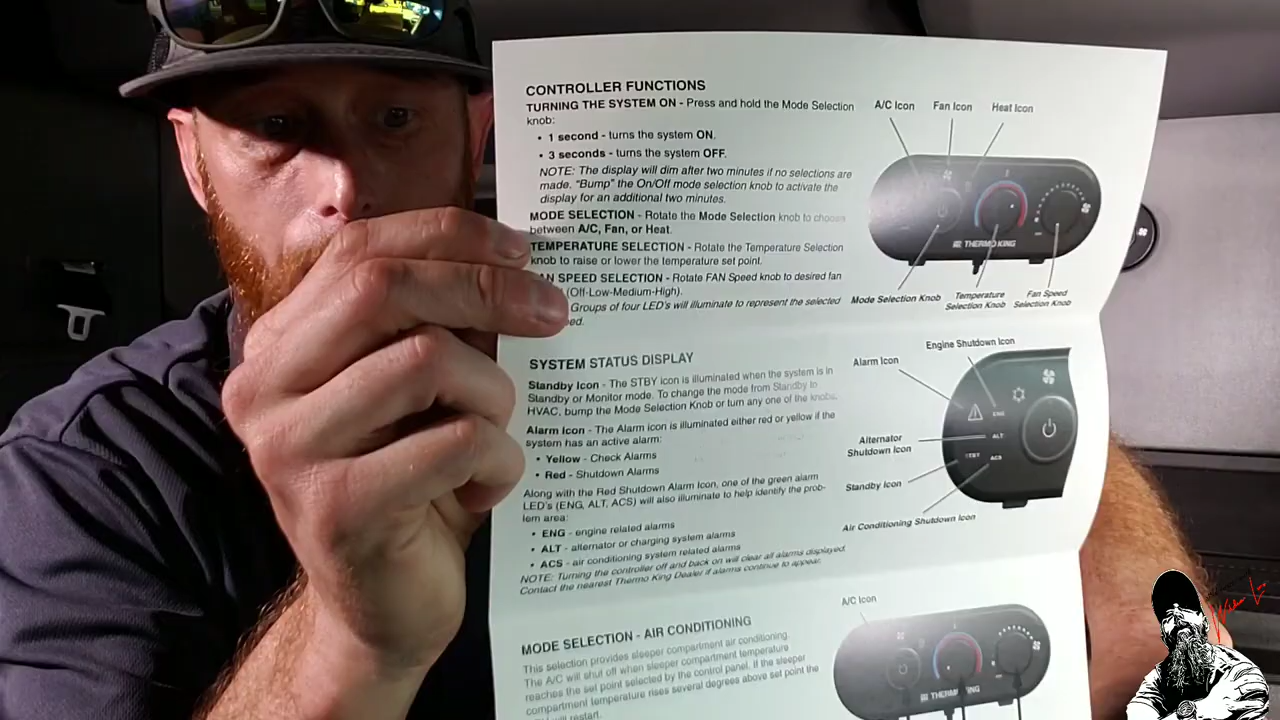 CONTROLLER FUNCTIONS
TURNING THE SYSTEM ON - Press and hold the Mode Selection
knob:
• 1 second - turns the system ON.
• 3 seconds - turns the system OFF.
NOTE: The display will dim after two minutes if no selections are
made. "Bump" the On/Off mode selection knob to activate the
display for an additional two minutes.
MODE SELECTION - Rotate the Mode Selection knob to choose
between A/C, Fan, or Heat.
TEMPERATURE SELECTION - Rotate the Temperature Selection
knob to raise or lower the temperature set point.
SPEED SELECTION - Rotate FAN Speed knob to desired fan
(Off-Low-Medium-High).
Groups of four LED's will illuminate to represent the selected
A/C Icon
Fan Icon
Heat Icon
THERMO KING
Mode Selection Knob
Temperature
Selection Knob
Fan Speed
Selection Knob
SYSTEM STATUS DISPLAY
Standby Icon - The STBY icon is illuminated when the system is in
Standby or Monitor mode. To change the mode from Standby to
HVAC, bump the Mode Selection Knob or turn any one of the knobs.
Alarm Icon - The Alarm icon is illuminated either red or yellow if the
system has an active alarm:
• Yellow - Check Alarms
• Red - Shutdown Alarms
Along with the Red Shutdown Alarm Icon, one of the green alarm
LED's (ENG, ALT, ACS) will also illuminate to help identify the prob-
lem area:
• ENG - engine related alarms
• ALT - alternator or charging system alarms
• ACS - air conditioning system related alarms
NOTE: Turning the controller off and back on will clear all alarms displayed.
Contact the nearest Thermo King Dealer if alarms continue to appear.
Engine Shutdown Icon
Alarm Icon
Alternator
Shutdown Icon
Standby Icon
Air Conditioning Shutdown Icon
ENG
ALT
STBY
ACS
MODE SELECTION - AIR CONDITIONING
This selection provides sleeper compartment air conditioning.
The A/C will shut off when sleeper compartment temperature
reaches the set point selected by the control panel. If the sleeper
compartment temperature rises several degrees above set point the
will restart.
A/C Icon
THERMO KING